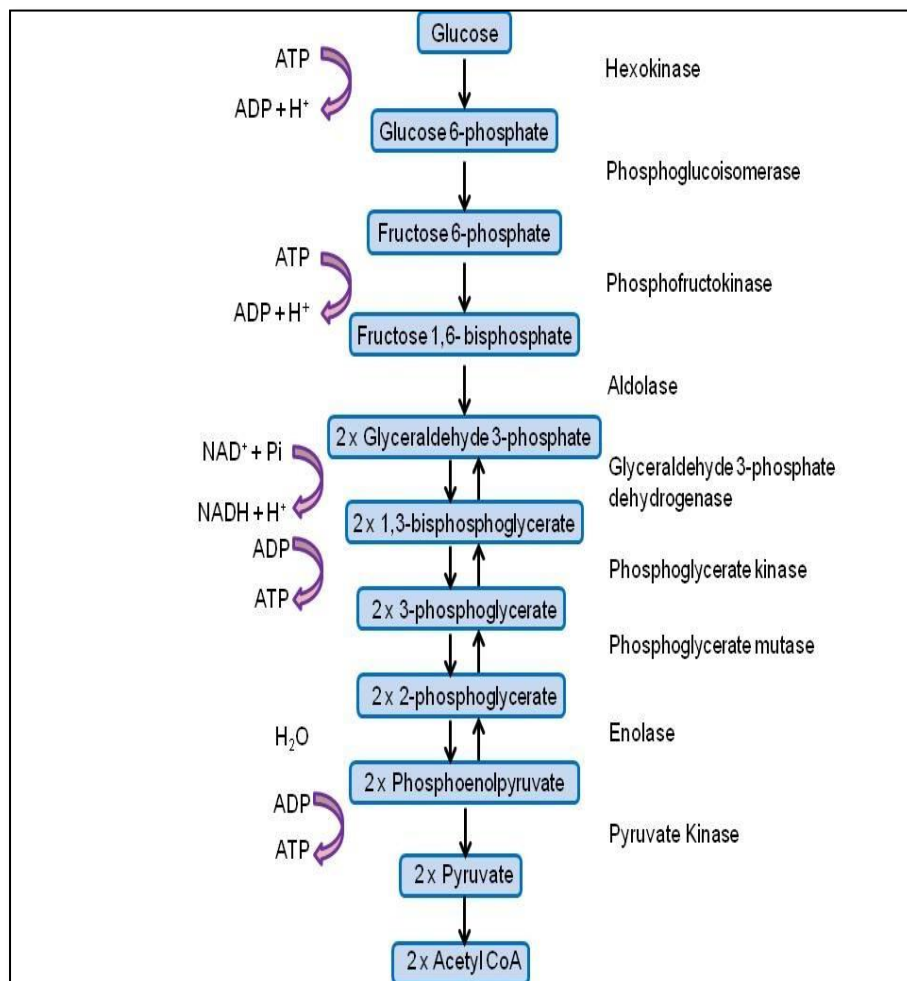 Glucose
ATP
Hexokinase
ADP + H⁺
Glucose 6-phosphate
Phosphoglucoisomerase
Fructose 6-phosphate
ATP
Phosphofructokinase
ADP + H⁺
Fructose 1,6- bisphosphate
Aldolase
2 x Glyceraldehyde 3-phosphate
NAD⁺ + Pi
Glyceraldehyde 3-phosphate
dehydrogenase
NADH + H⁺
2 x 1,3-bisphosphoglycerate
ADP
Phosphoglycerate kinase
ATP
2 x 3-phosphoglycerate
Phosphoglycerate mutase
2 x 2-phosphoglycerate
H₂O
Enolase
2 x Phosphoenolpyruvate
ADP
Pyruvate Kinase
ATP
2 x Pyruvate
2 x Acetyl CoA